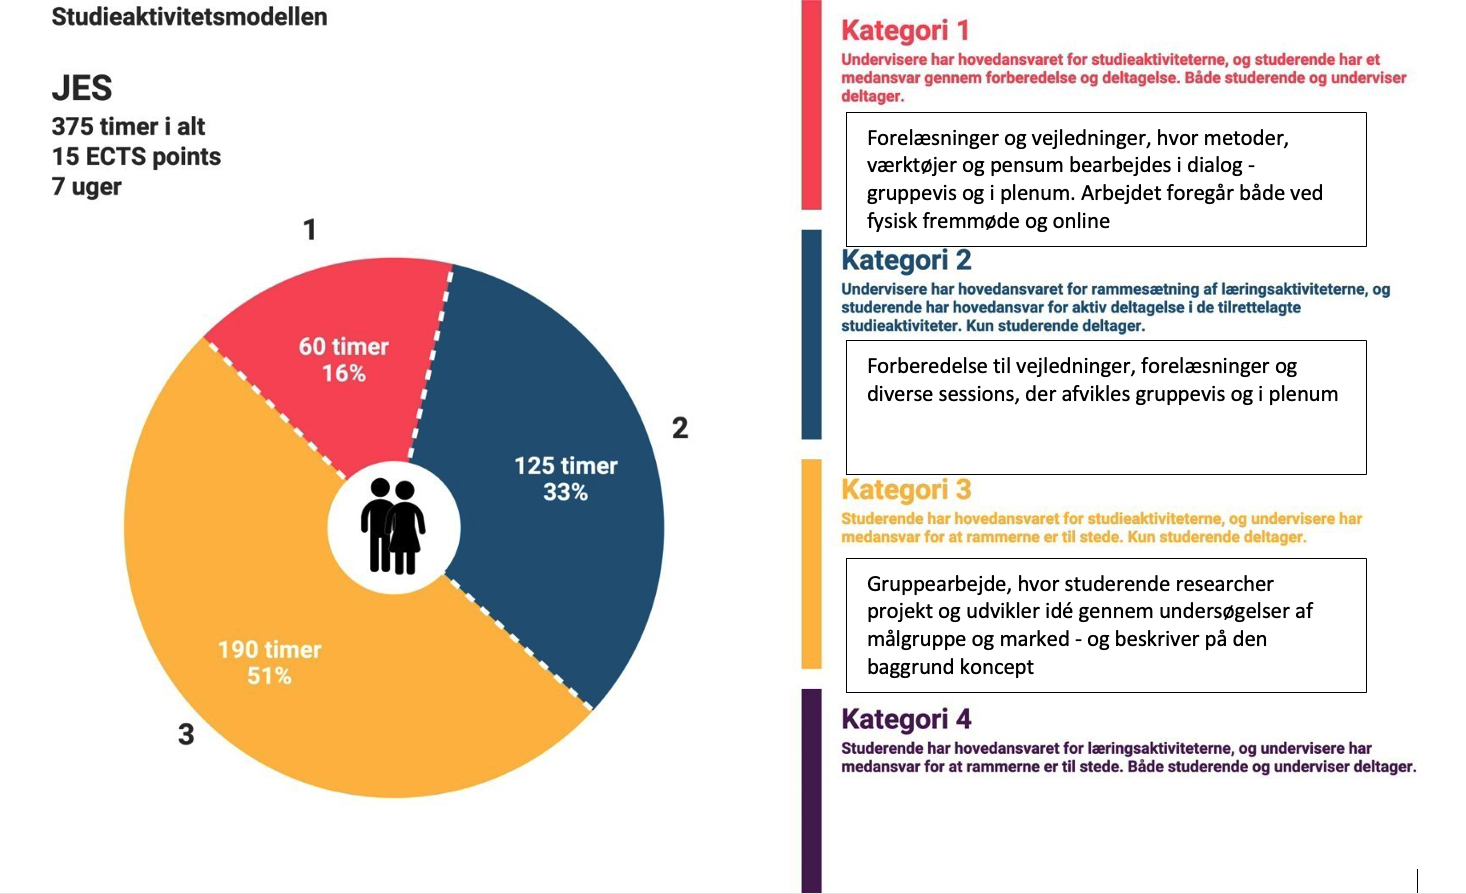 Studieaktivitetsmodellen
JES
375 timer i alt
15 ECTS points
7 uger
1
60 timer
16%
2
125 timer
33%
190 timer
51%
3
Kategori 1
Undervisere har hovedansvaret for studieaktiviteterne, og studerende har et
medansvar gennem forberedelse og deltagelse. Både studerende og underviser
deltager.
Forelæsninger og vejledninger, hvor metoder,
værktøjer og pensum bearbejdes i dialog -
gruppevis og i plenum. Arbejdet foregår både ved
fysisk fremmøde og online
Kategori 2
Undervisere har hovedansvaret for rammesætning af læringsaktiviteterne, og
studerende har hovedansvar for aktiv deltagelse i de tilrettelagte
studieaktiviteter. Kun studerende deltager.
Forberedelse til vejledninger, forelæsninger og
diverse sessions, der afvikles gruppevis og i plenum
Kategori 3
Studerende har hovedansvaret for studieaktiviteterne, og undervisere har
medansvar for at rammerne er til stede. Kun studerende deltager.
Gruppearbejde, hvor studerende researcher
projekt og udvikler idé gennem undersøgelser af
målgruppe og marked - og beskriver på den
baggrund koncept
Kategori 4
Studerende har hovedansvaret for læringsaktiviteterne, og undervisere har
medansvar for at rammerne er til stede. Både studerende og underviser deltager.